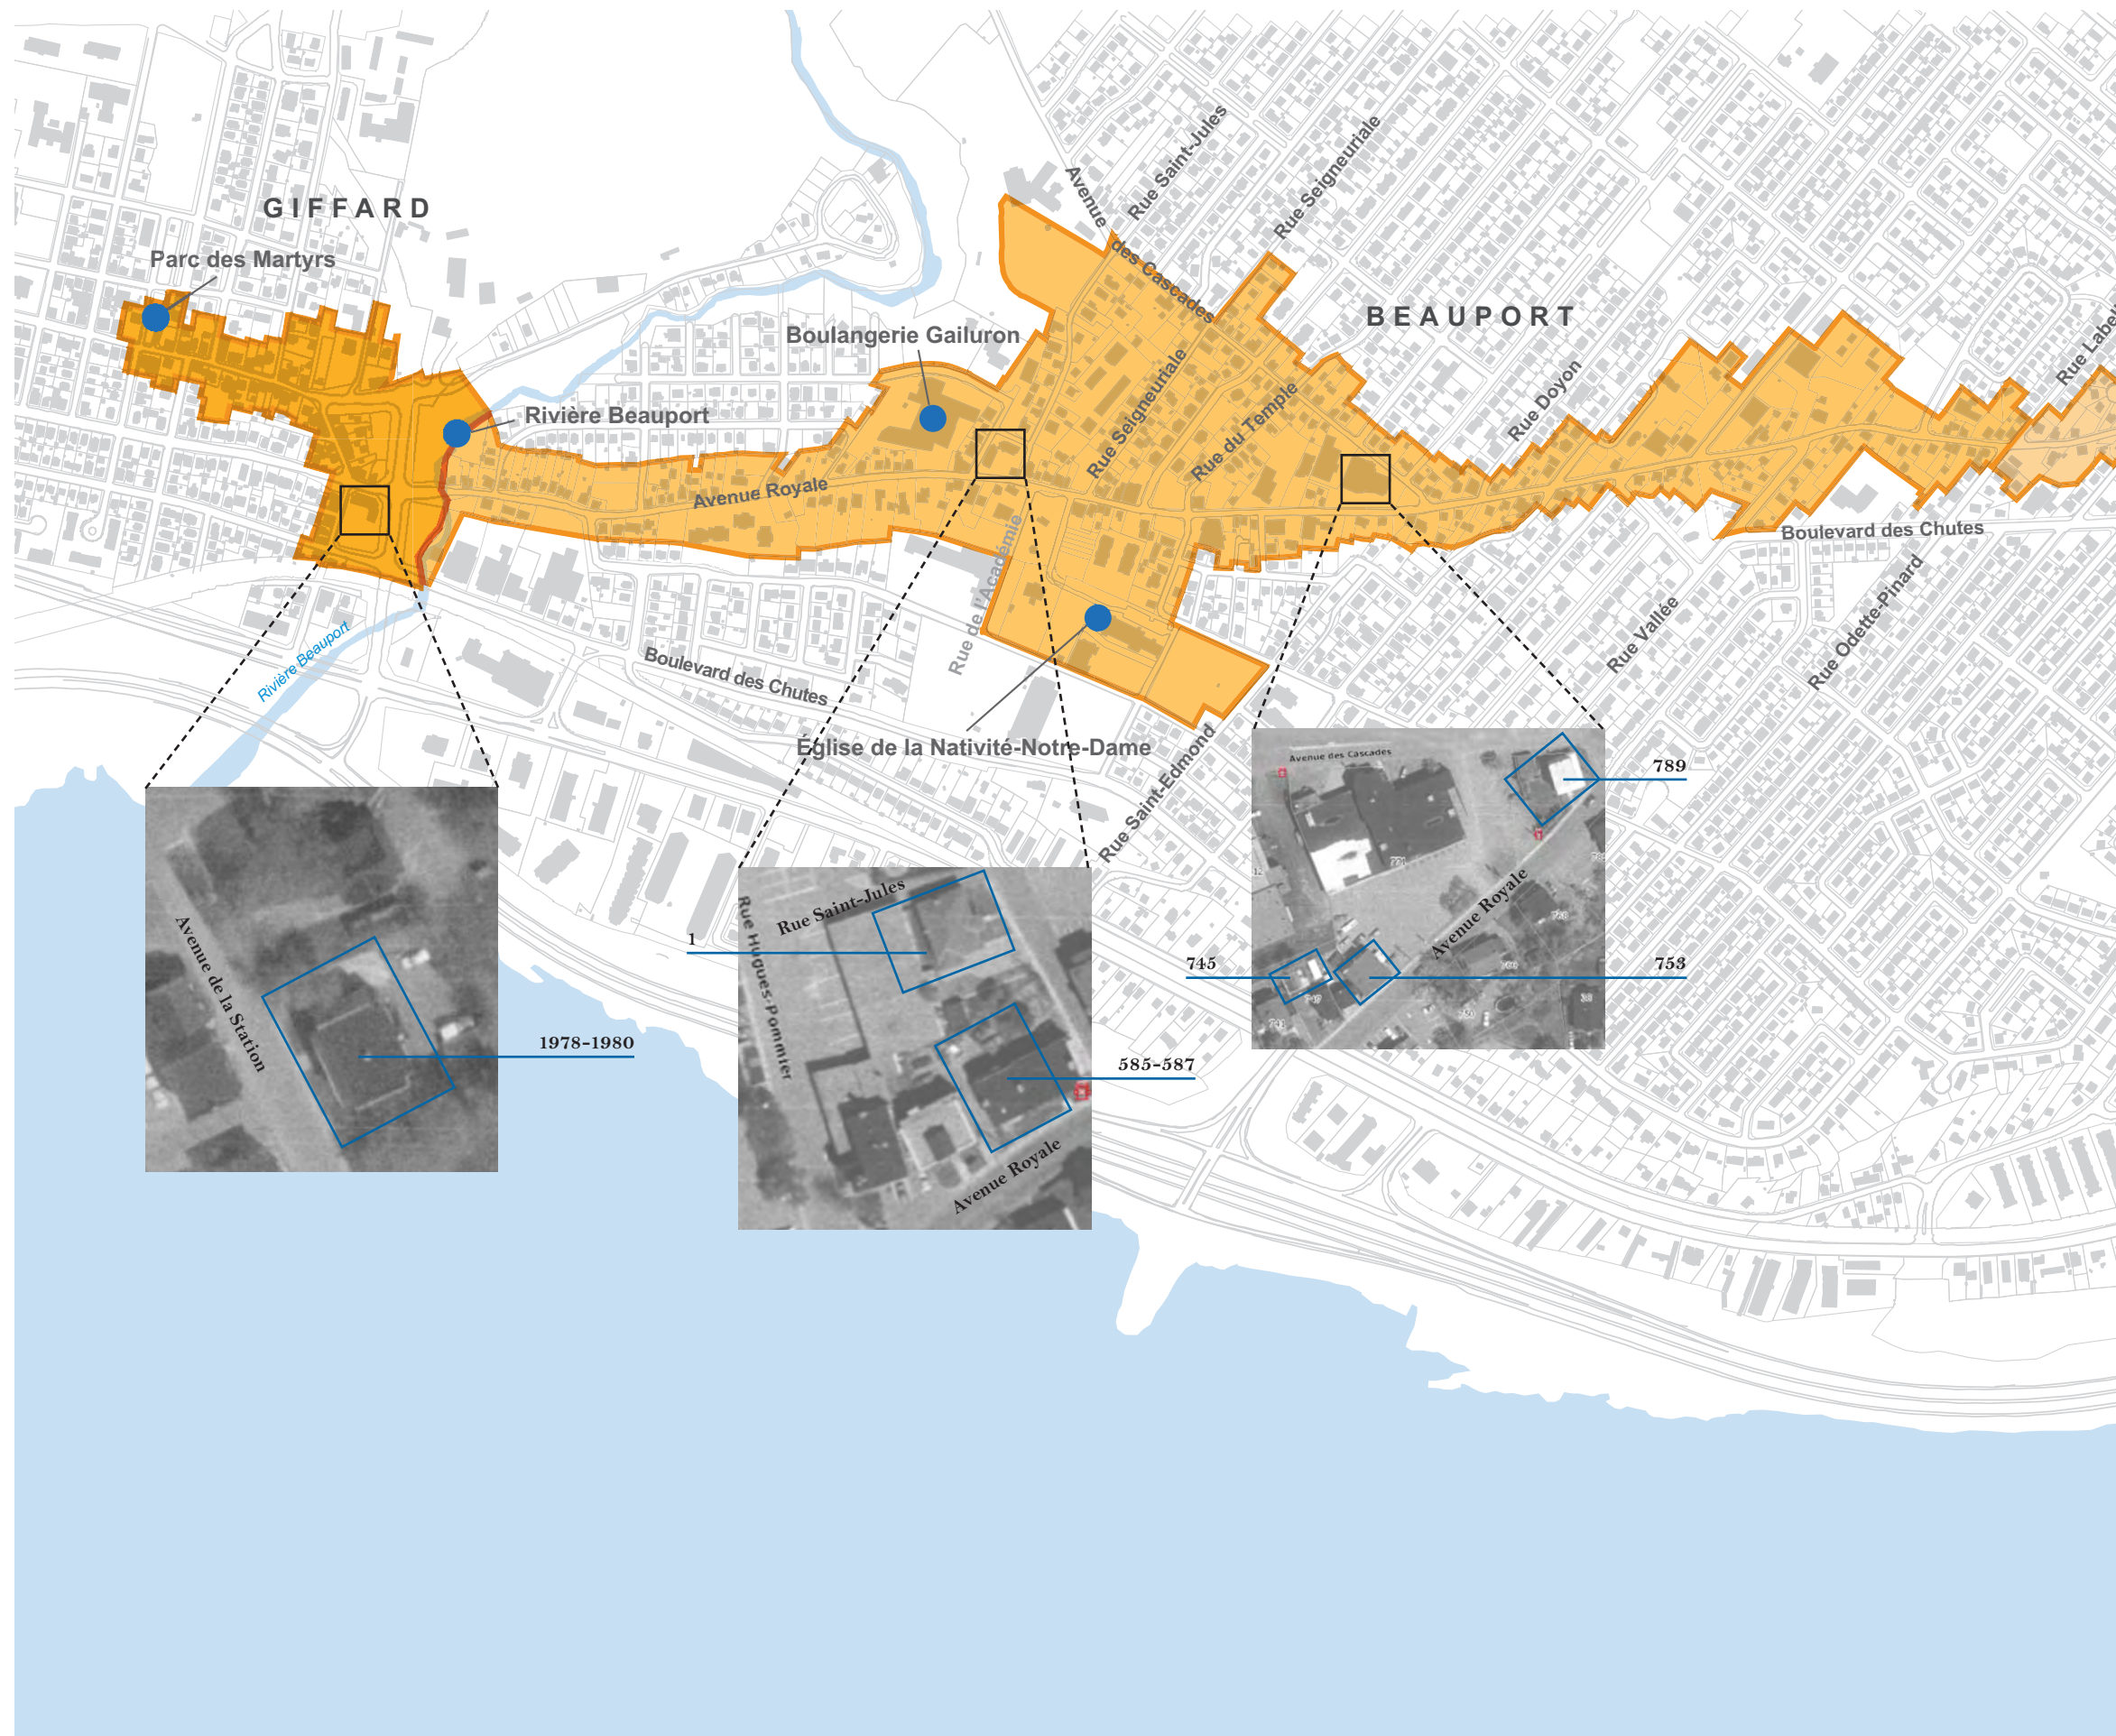 GIFFARD
Parc des Martyrs
Rivière Beauport
Boulangerie Gailuron
Avenue
des Cascades
Rue Saint-Jules
Rue Seigneuriale
BEAUPORT
Rue Seigneuriale
Rue du Temple
Rue Doyon
Avenue Royale
Rue de l'Académie
Boulevard des Chutes
Rue Vallée
Rue Odette-Pinard
Rivière Beauport
Boulevard des Chutes
Église de la Nativité-Notre-Dame
Rue Saint-Edmond
Avenue de la Station
1978-1980
Rue Hugues-Pommier
Rue Saint-Jules
1
585-587
Avenue Royale
Avenue des Cascades
789
771
Avenue Royale
745
753
760
750